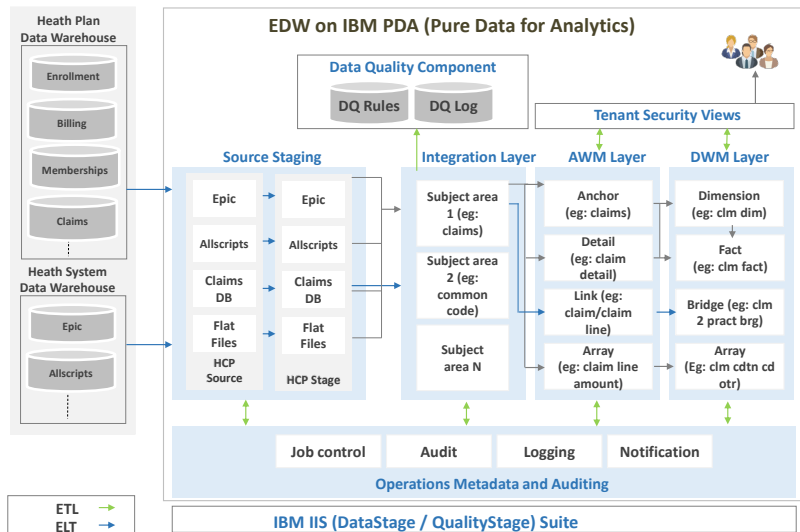 Heath Plan
Data Warehouse
Enrollment
Billing
Memberships
Claims
Heath System
Data Warehouse
Epic
Allscripts
ETL
ELT
EDW on IBM PDA (Pure Data for Analytics)
Data Quality Component
DQ Rules
DQ Log
Tenant Security Views
Source Staging
Epic
Allscripts
Claims
DB
Flat
Files
HCP
Source
Epic
Allscripts
Claims
DB
Flat
Files
HCP Stage
Integration Layer
Subject area
1 (eg: claims)
Subject area
2 (eg:
common
code)
Subject
area N
AWM Layer
Anchor
(eg: claims)
Detail
(eg: claim
detail)
Link (eg:
claim/claim
line)
Array
(eg: claim line
amount)
DWM Layer
Dimension
(eg: clm dim)
Fact
(eg: clm fact)
Bridge (eg: clm
2 pract brg)
Array
(Eg: clm cdtn cd
otr)
Job control
Audit
Logging
Notification
Operations Metadata and Auditing
IBM IIS (DataStage / QualityStage) Suite